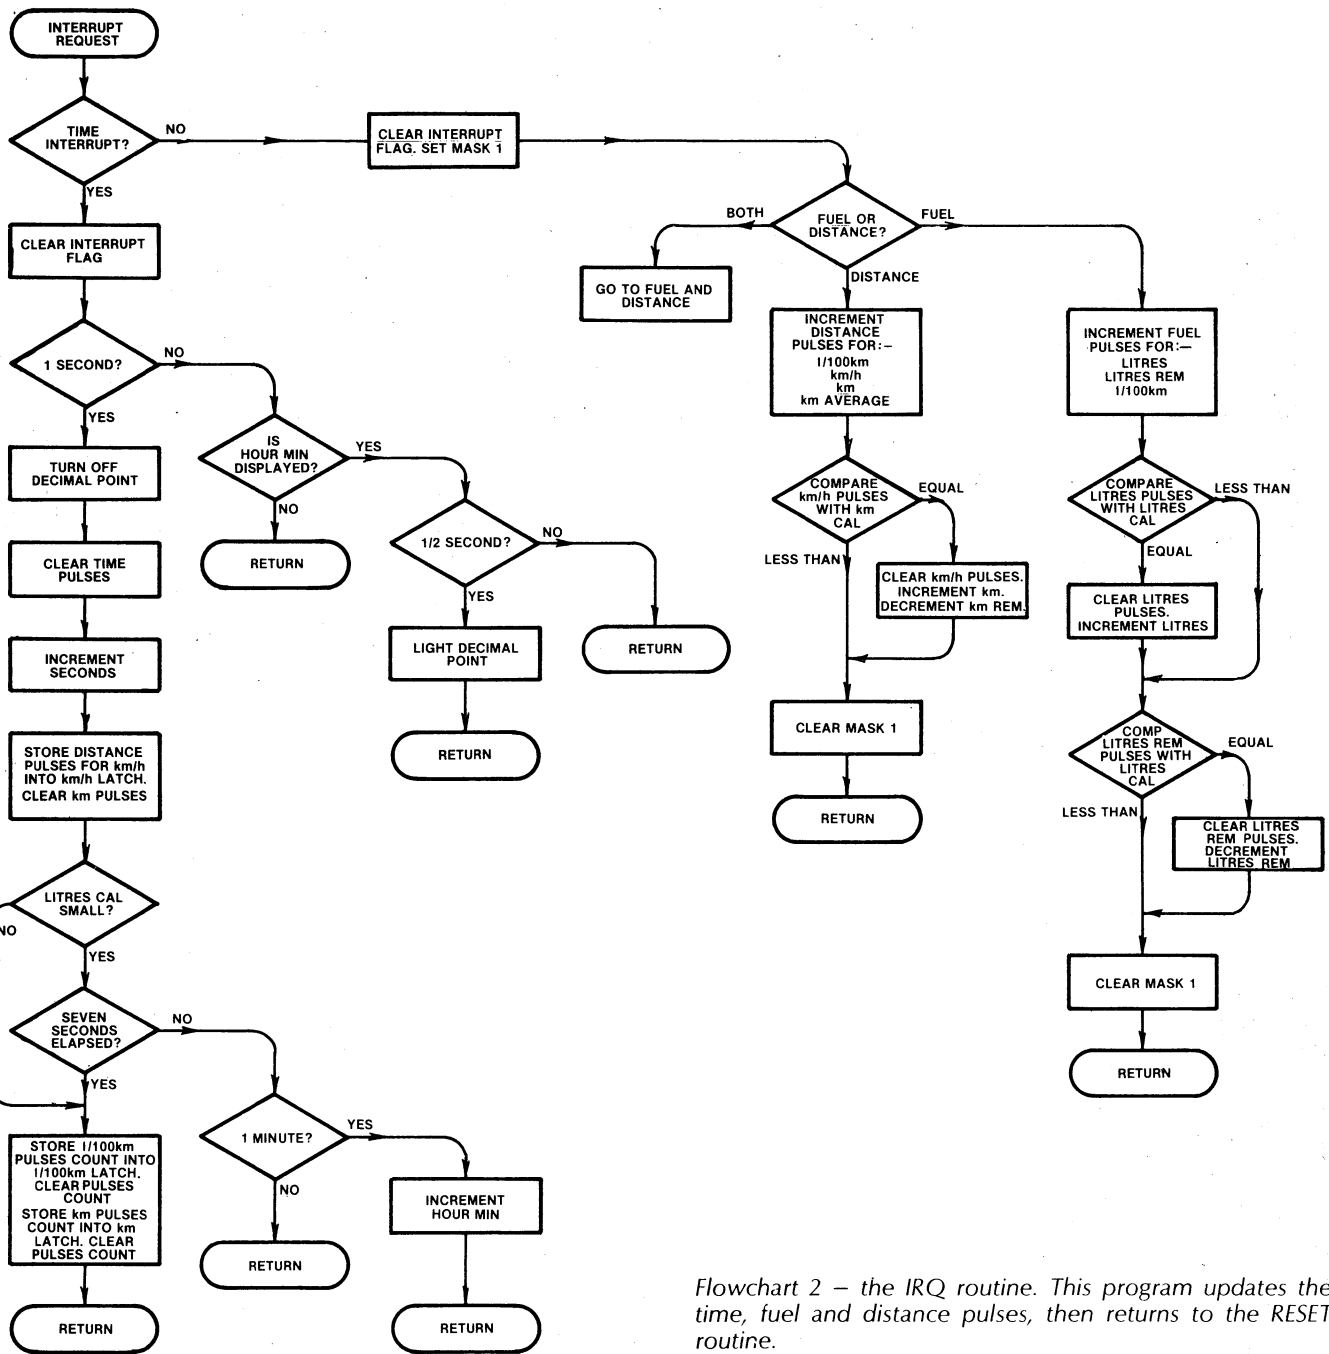 INTERRUPT
REQUEST
TIME
INTERRUPT?
NO
YES
CLEAR INTERRUPT
FLAG. SET MASK 1
CLEAR INTERRUPT
FLAG
FUEL OR
DISTANCE?
BOTH
FUEL
DISTANCE
GO TO FUEL AND
DISTANCE
1 SECOND?
NO
YES
IS
HOUR MIN
DISPLAYED?
YES
NO
RETURN
1/2 SECOND?
NO
YES
RETURN
LIGHT DECIMAL
POINT
RETURN
TURN OFF
DECIMAL POINT
CLEAR TIME
PULSES
INCREMENT
SECONDS
STORE DISTANCE
PULSES FOR km/h
INTO km/h LATCH.
CLEAR km PULSES
LITRES CAL
SMALL?
NO
YES
SEVEN
SECONDS
ELAPSED?
NO
YES
1 MINUTE?
YES
NO
RETURN
INCREMENT
HOUR MIN
RETURN
STORE 1/100km
PULSES COUNT INTO
1/100km LATCH.
CLEAR PULSES
COUNT
STORE km PULSES
COUNT INTO km
LATCH. CLEAR
PULSES COUNT
RETURN
INCREMENT
DISTANCE
PULSES FOR:–
1/100km
km/h
km
km AVERAGE
COMPARE
km/h PULSES
WITH km
CAL
EQUAL
LESS THAN
CLEAR km/h PULSES.
INCREMENT km.
DECREMENT km REM.
CLEAR MASK 1
RETURN
INCREMENT FUEL
PULSES FOR:—
LITRES
LITRES REM
1/100km
COMPARE
LITRES PULSES
WITH LITRES
CAL
LESS THAN
EQUAL
CLEAR LITRES
PULSES.
INCREMENT LITRES
COMP
LITRES REM
PULSES WITH
LITRES
CAL
EQUAL
LESS THAN
CLEAR LITRES
REM PULSES.
DECREMENT
LITRES REM
CLEAR MASK 1
RETURN
Flowchart 2 – the IRQ routine. This program updates the
time, fuel and distance pulses, then returns to the RESET
routine.